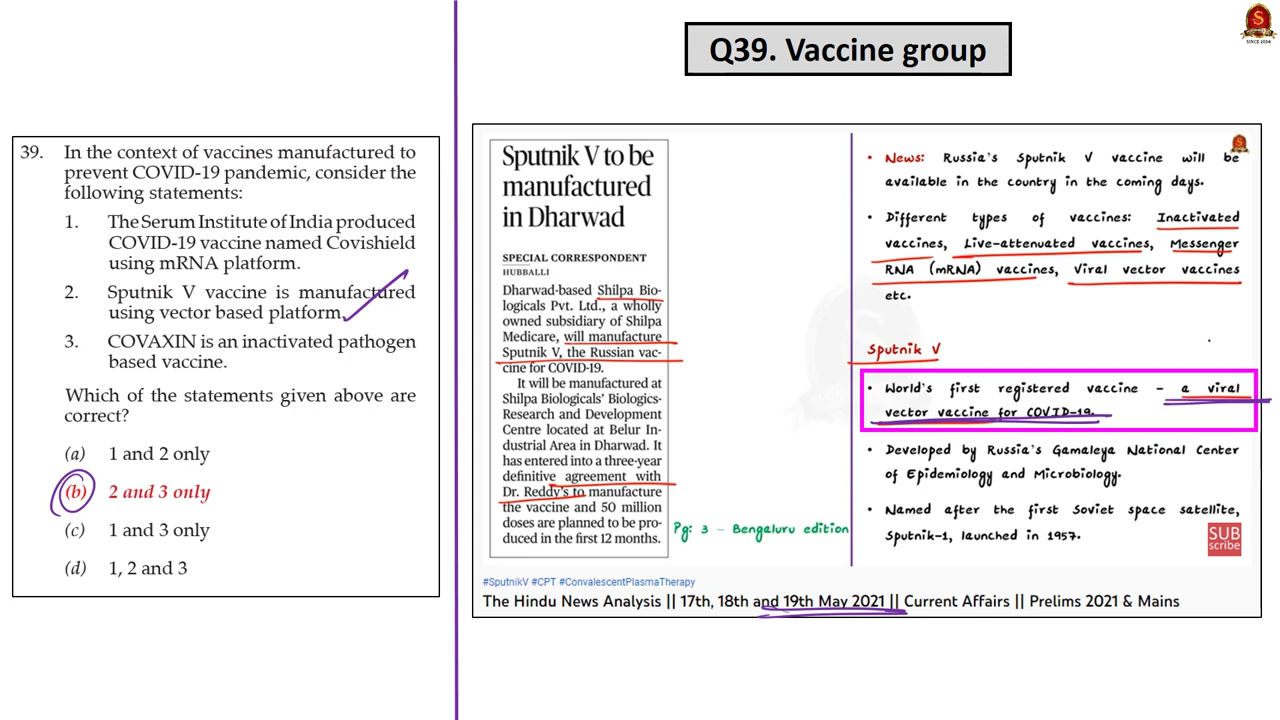 Q39. Vaccine group
S
SINCE 2004
39. In the context of vaccines manufactured to
prevent COVID-19 pandemic, consider the
following statements:
1. The Serum Institute of India produced
COVID-19 vaccine named Covishield
using mRNA platform.
2. Sputnik V vaccine is manufactured
using vector based platform.
3. COVAXIN is an inactivated pathogen
based vaccine.
Which of the statements given above are
correct?
(a) 1 and 2 only
(b) 2 and 3 only
(c) 1 and 3 only
(d) 1, 2 and 3
Sputnik V to be
manufactured
in Dharwad
SPECIAL CORRESPONDENT
HUBBALLI
Dharwad-based Shilpa Bio-
logicals Pvt. Ltd., a wholly
owned subsidiary of Shilpa
Medicare, will manufacture
Sputnik V, the Russian vac-
cine for COVID-19.
It will be manufactured at
Shilpa Biologicals' Biologics-
Research and Development
Centre located at Belur In-
dustrial Area in Dharwad. It
has entered into a three-year
definitive agreement with
Dr. Reddy's to manufacture
the vaccine and 50 million
doses are planned to be pro-
duced in the first 12 months.
Pg: 3 – Bengaluru edition
• News: Russia's Sputnik V vaccine will be
available in the country in the coming days.
• Different types of vaccines: Inactivated
vaccines, Live-attenuated vaccines, Messenger
RNA (mRNA) vaccines, Viral vector vaccines
etc.
Sputnik V
• World's first registered vaccine – a viral
vector vaccine for COVID-19.
• Developed by Russia's Gamaleya National Center
of Epidemiology and Microbiology.
• Named after the first Soviet space satellite,
Sputnik-1, launched in 1957.
SUB
scribe
#SputnikV #CPT #ConvalescentPlasmaTherapy
The Hindu News Analysis || 17th, 18th and 19th May 2021 || Current Affairs || Prelims 2021 & Mains